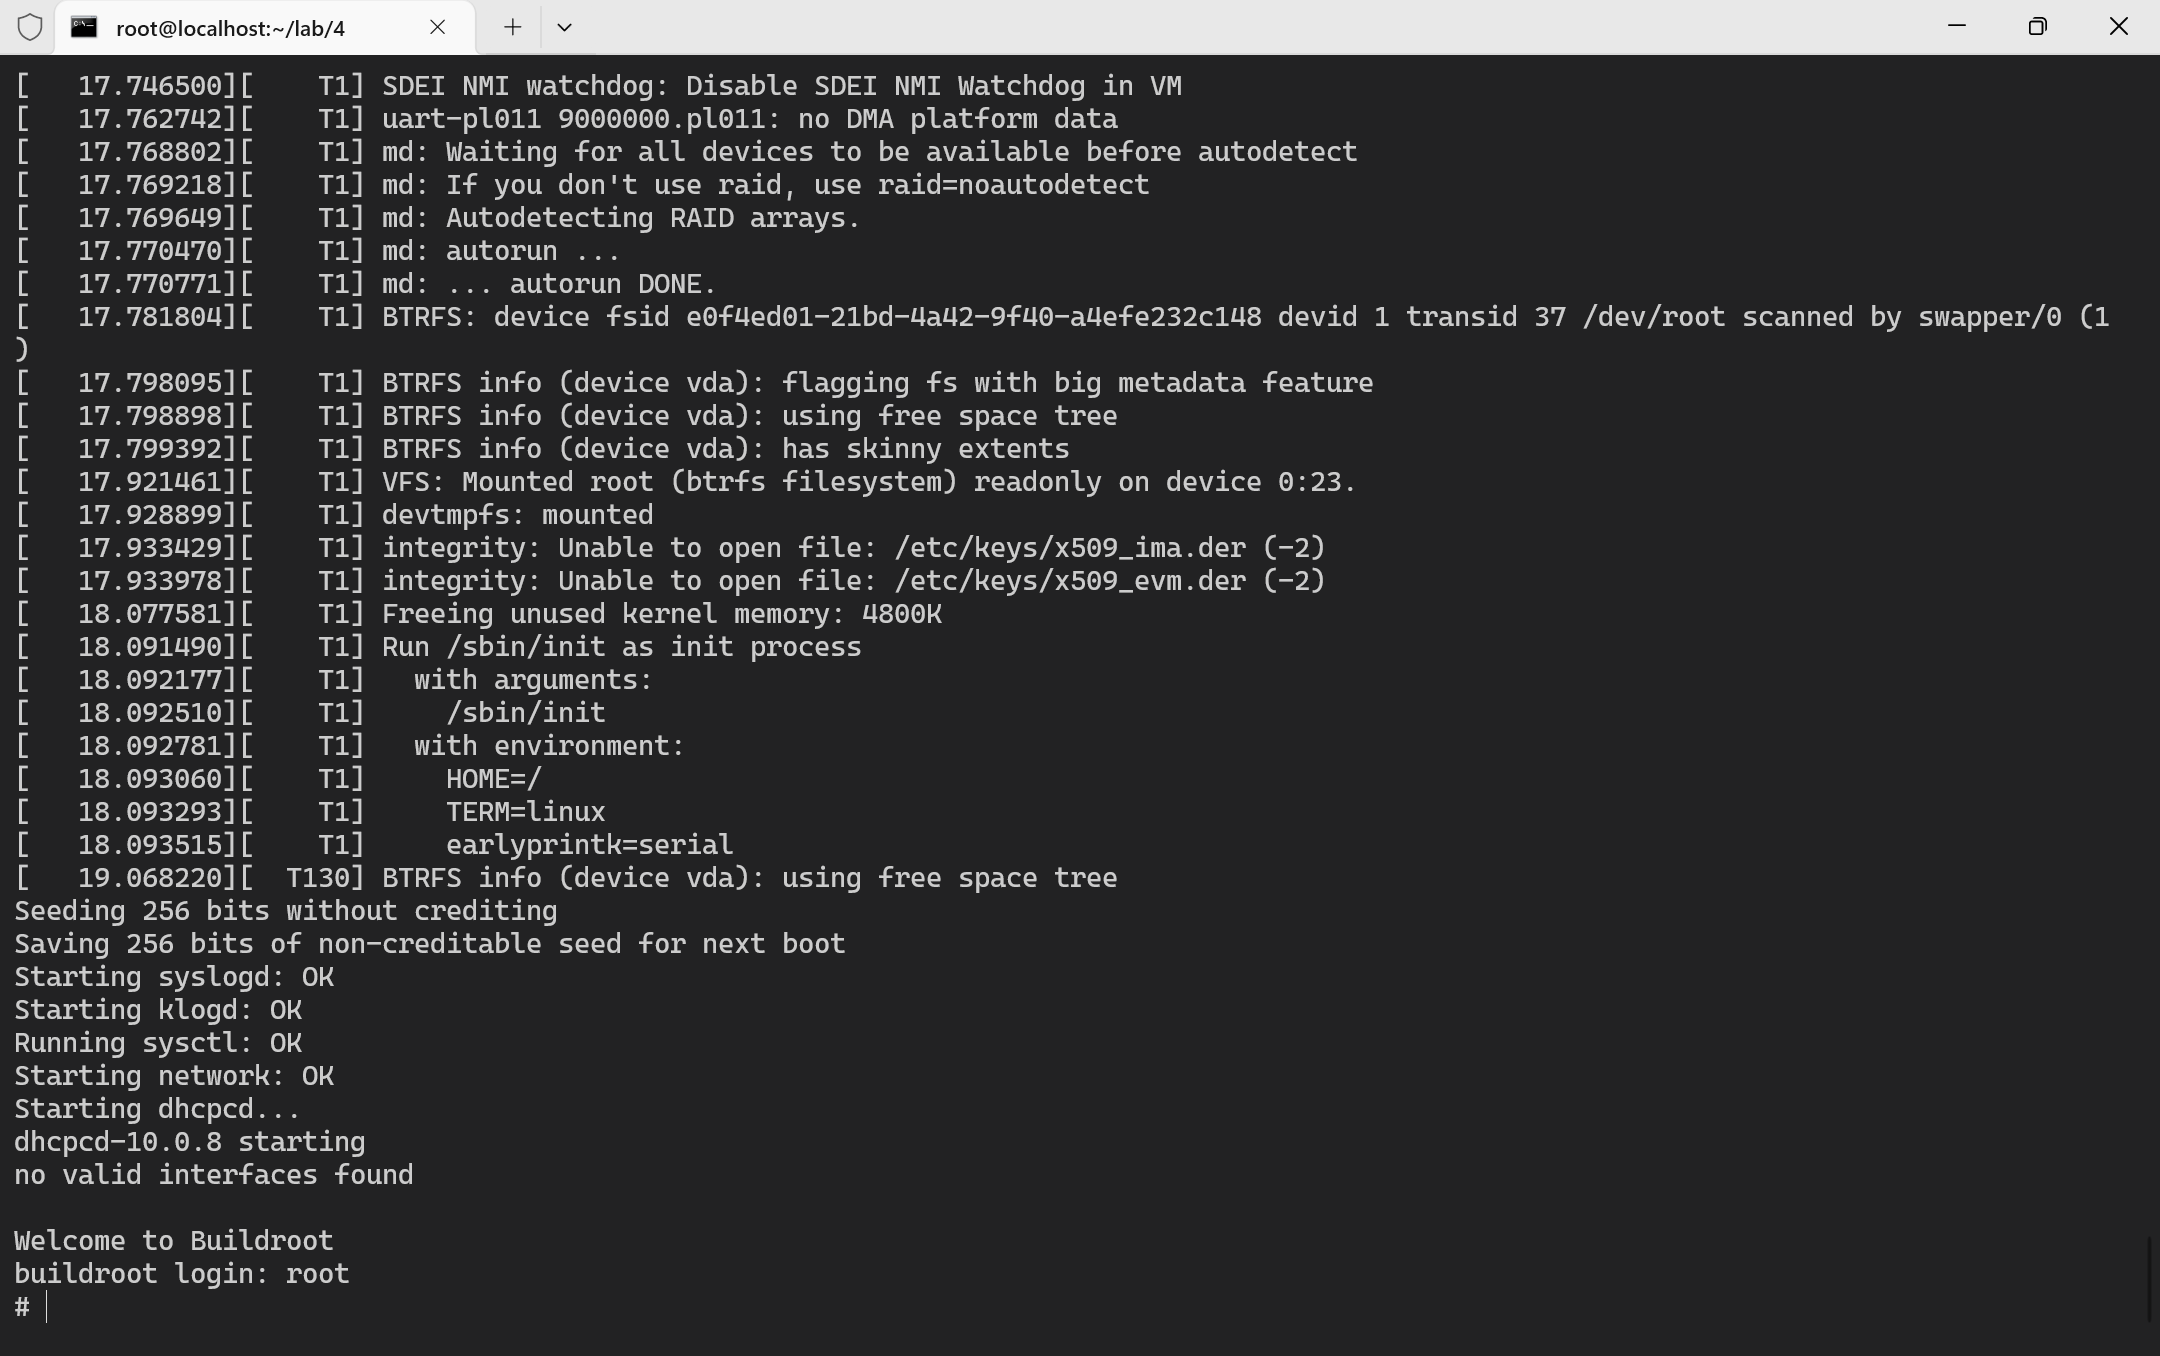 root@localhost:~/lab/4
[   17.746500][    T1] SDEI NMI watchdog: Disable SDEI NMI Watchdog in VM
[   17.762742][    T1] uart-pl011 9000000.pl011: no DMA platform data
[   17.768802][    T1] md: Waiting for all devices to be available before autodetect
[   17.769218][    T1] md: If you don't use raid, use raid=noautodetect
[   17.769649][    T1] md: Autodetecting RAID arrays.
[   17.770470][    T1] md: autorun ...
[   17.770771][    T1] md: ... autorun DONE.
[   17.781804][    T1] BTRFS: device fsid e0f4ed01-21bd-4a42-9f40-a4efe232c148 devid 1 transid 37 /dev/root scanned by swapper/0 (1
)
[   17.798095][    T1] BTRFS info (device vda): flagging fs with big metadata feature
[   17.798898][    T1] BTRFS info (device vda): using free space tree
[   17.799392][    T1] BTRFS info (device vda): has skinny extents
[   17.921461][    T1] VFS: Mounted root (btrfs filesystem) readonly on device 0:23.
[   17.928899][    T1] devtmpfs: mounted
[   17.933429][    T1] integrity: Unable to open file: /etc/keys/x509_ima.der (-2)
[   17.933978][    T1] integrity: Unable to open file: /etc/keys/x509_evm.der (-2)
[   18.077581][    T1] Freeing unused kernel memory: 4800K
[   18.091490][    T1] Run /sbin/init as init process
[   18.092177][    T1]   with arguments:
[   18.092510][    T1]     /sbin/init
[   18.092781][    T1]   with environment:
[   18.093060][    T1]     HOME=/
[   18.093293][    T1]     TERM=linux
[   18.093515][    T1]     earlyprintk=serial
[   19.068220][  T130] BTRFS info (device vda): using free space tree
Seeding 256 bits without crediting
Saving 256 bits of non-creditable seed for next boot
Starting syslogd: OK
Starting klogd: OK
Running sysctl: OK
Starting network: OK
Starting dhcpcd...
dhcpcd-10.0.8 starting
no valid interfaces found

Welcome to Buildroot
buildroot login: root
#